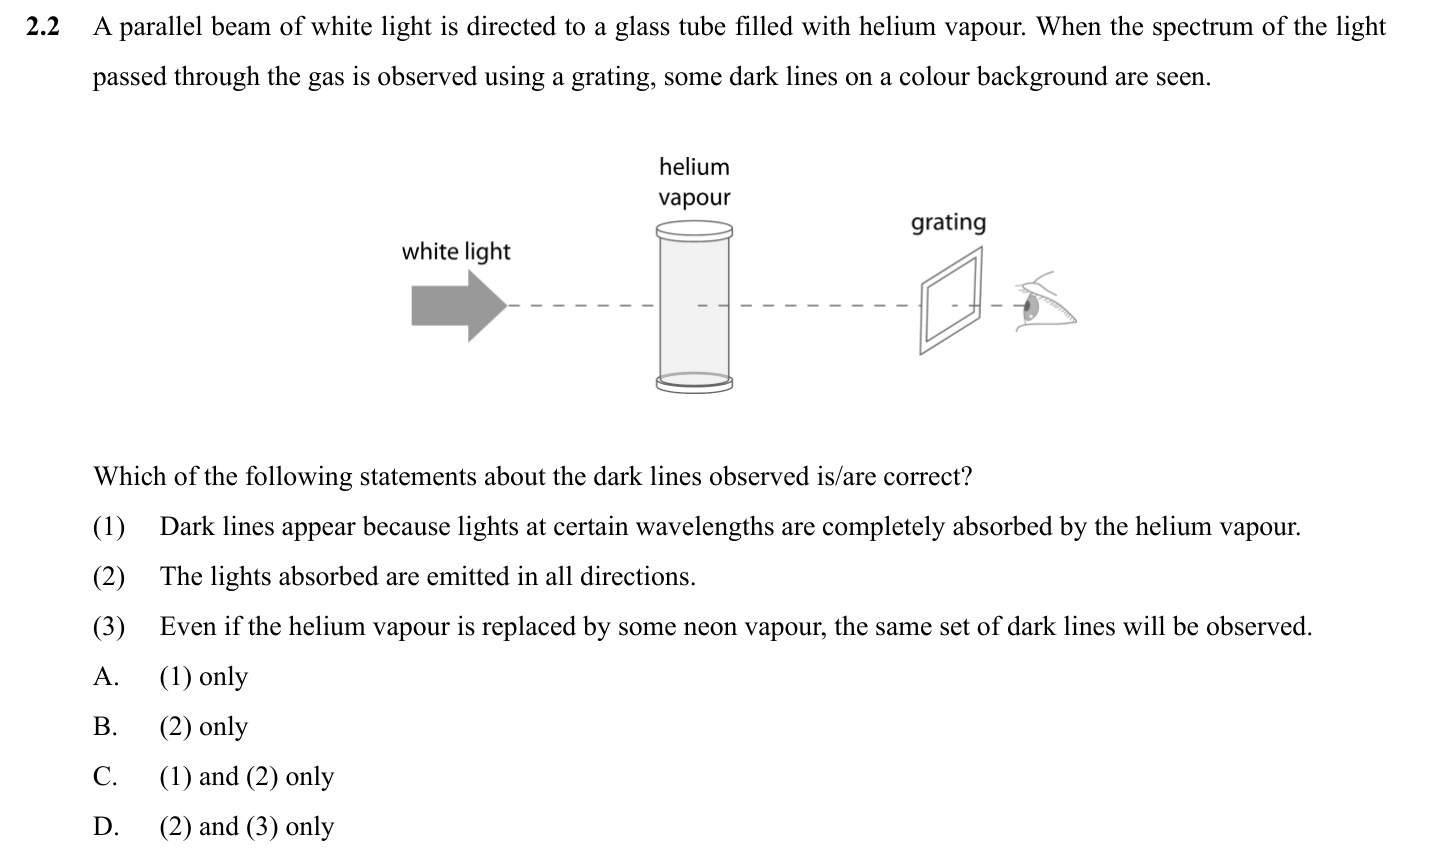 2.2 A parallel beam of white light is directed to a glass tube filled with helium vapour. When the spectrum of the light
passed through the gas is observed using a grating, some dark lines on a colour background are seen.
helium
vapour
grating
white light
Which of the following statements about the dark lines observed is/are correct?
(1) Dark lines appear because lights at certain wavelengths are completely absorbed by the helium vapour.
(2) The lights absorbed are emitted in all directions.
(3) Even if the helium vapour is replaced by some neon vapour, the same set of dark lines will be observed.
A. (1) only
B. (2) only
C. (1) and (2) only
D. (2) and (3) only